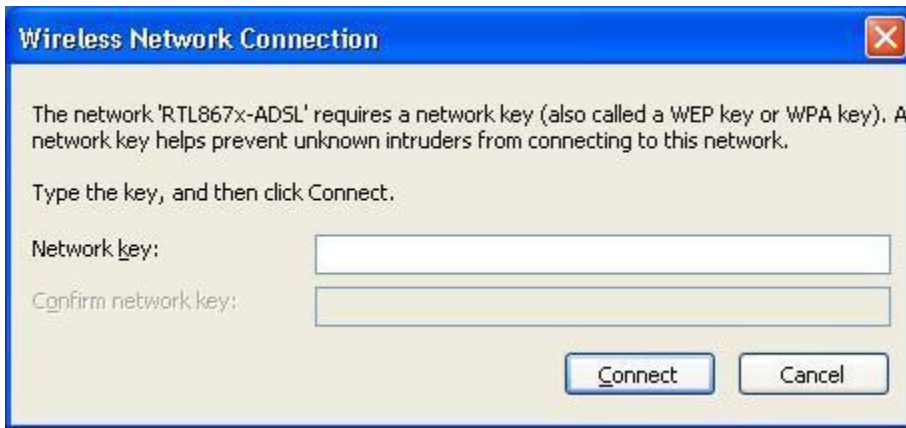 Wireless Network Connection
The network 'RTL867x-ADSL' requires a network key (also called a WEP key or WPA key). A
network key helps prevent unknown intruders from connecting to this network.
Type the key, and then click Connect.
Network key:
Confirm network key:
Connect Cancel